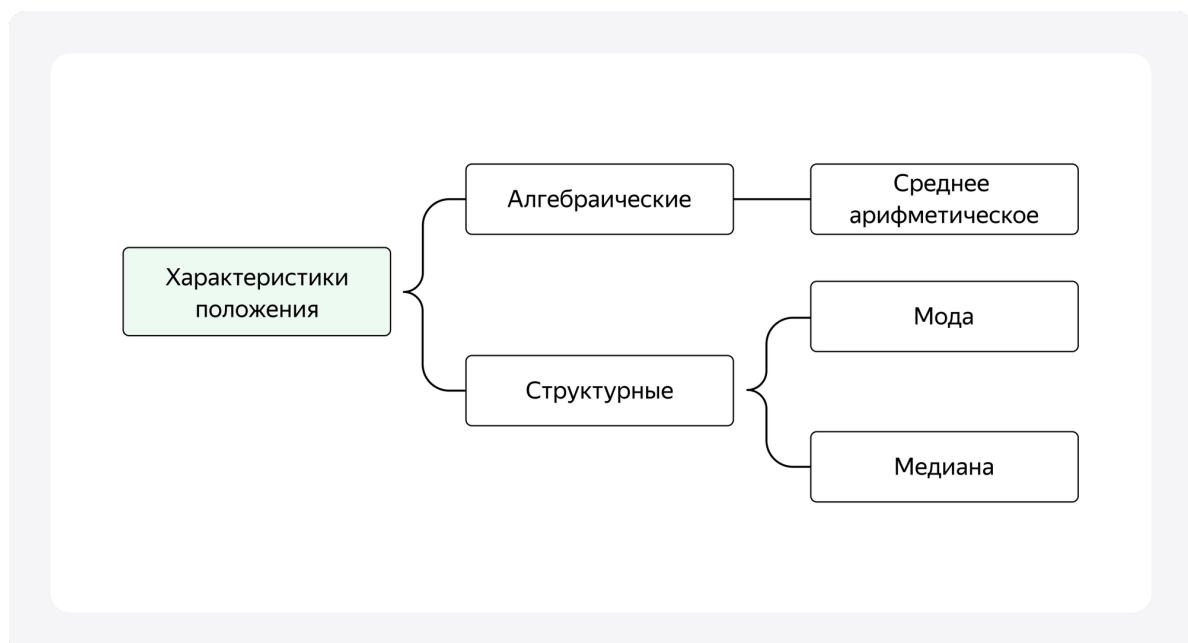 Характеристики
положения
Алгебраические
Среднее
арифметическое
Структурные
Мода
Медиана